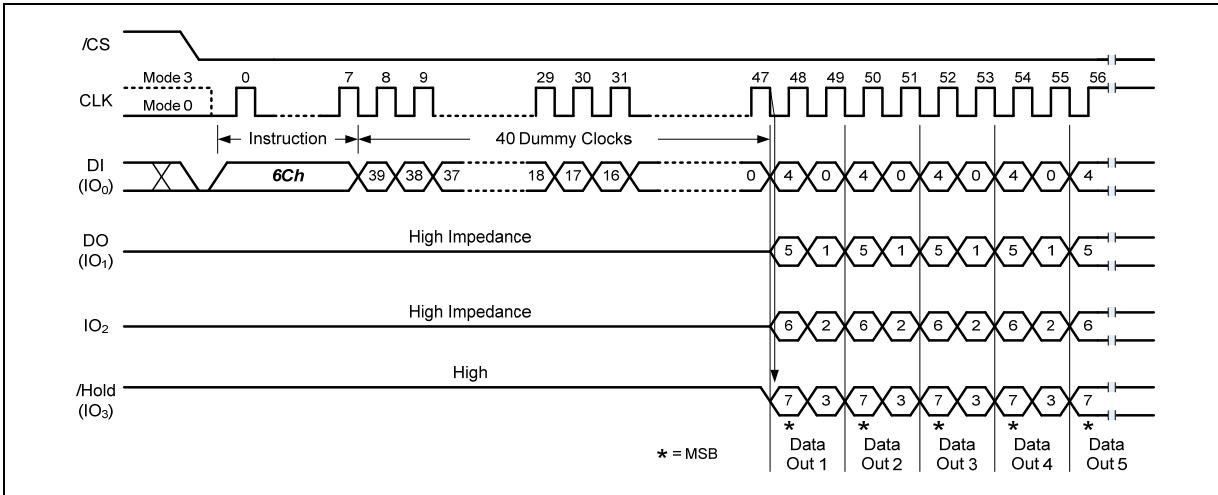 /CS
Mode 3 0 7 8 9 29 30 31 47 48 49 50 51 52 53 54 55 56
CLK
Mode 0
Instruction 40 Dummy Clocks
DI
(IO0)
6Ch 39 38 37 18 17 16 0 4 0 4 0 4 0 4 0 4
High Impedance
DO
(IO1)
5 1 5 1 5 1 5 1 5
High Impedance
IO2 6 2 6 2 6 2 6 2 6
High
/Hold
(IO3)
7 3 7 3 7 3 7 3 7
* * * * *
* = MSB
Data Data Data Data Data
Out 1 Out 2 Out 3 Out 4 Out 5